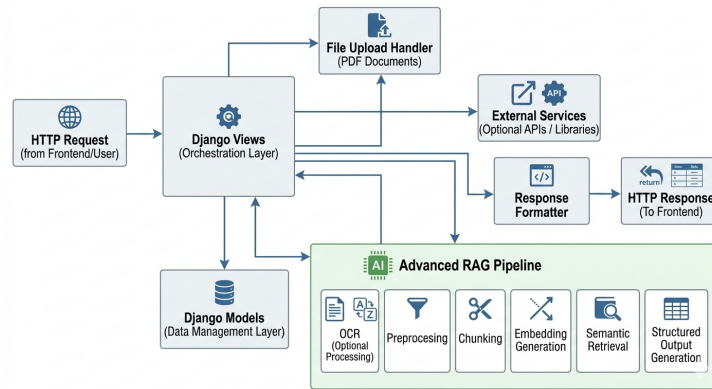 File Upload Handler
(PDF Documents)
API
External Services
(Optional APIs / Libraries)
HTTP Request
(from Frontend/User)
Django Views
(Orchestration Layer)
</>
Response
Formatter
return
HTTP Response
(To Frontend)
Django Models
(Data Management Layer)
AI
Advanced RAG Pipeline
A
Z
OCR
(Optional
Processing)
Preprocesing
Chunking
Embedding
Generation
Semantic
Retrieval
Structured
Output
Generation